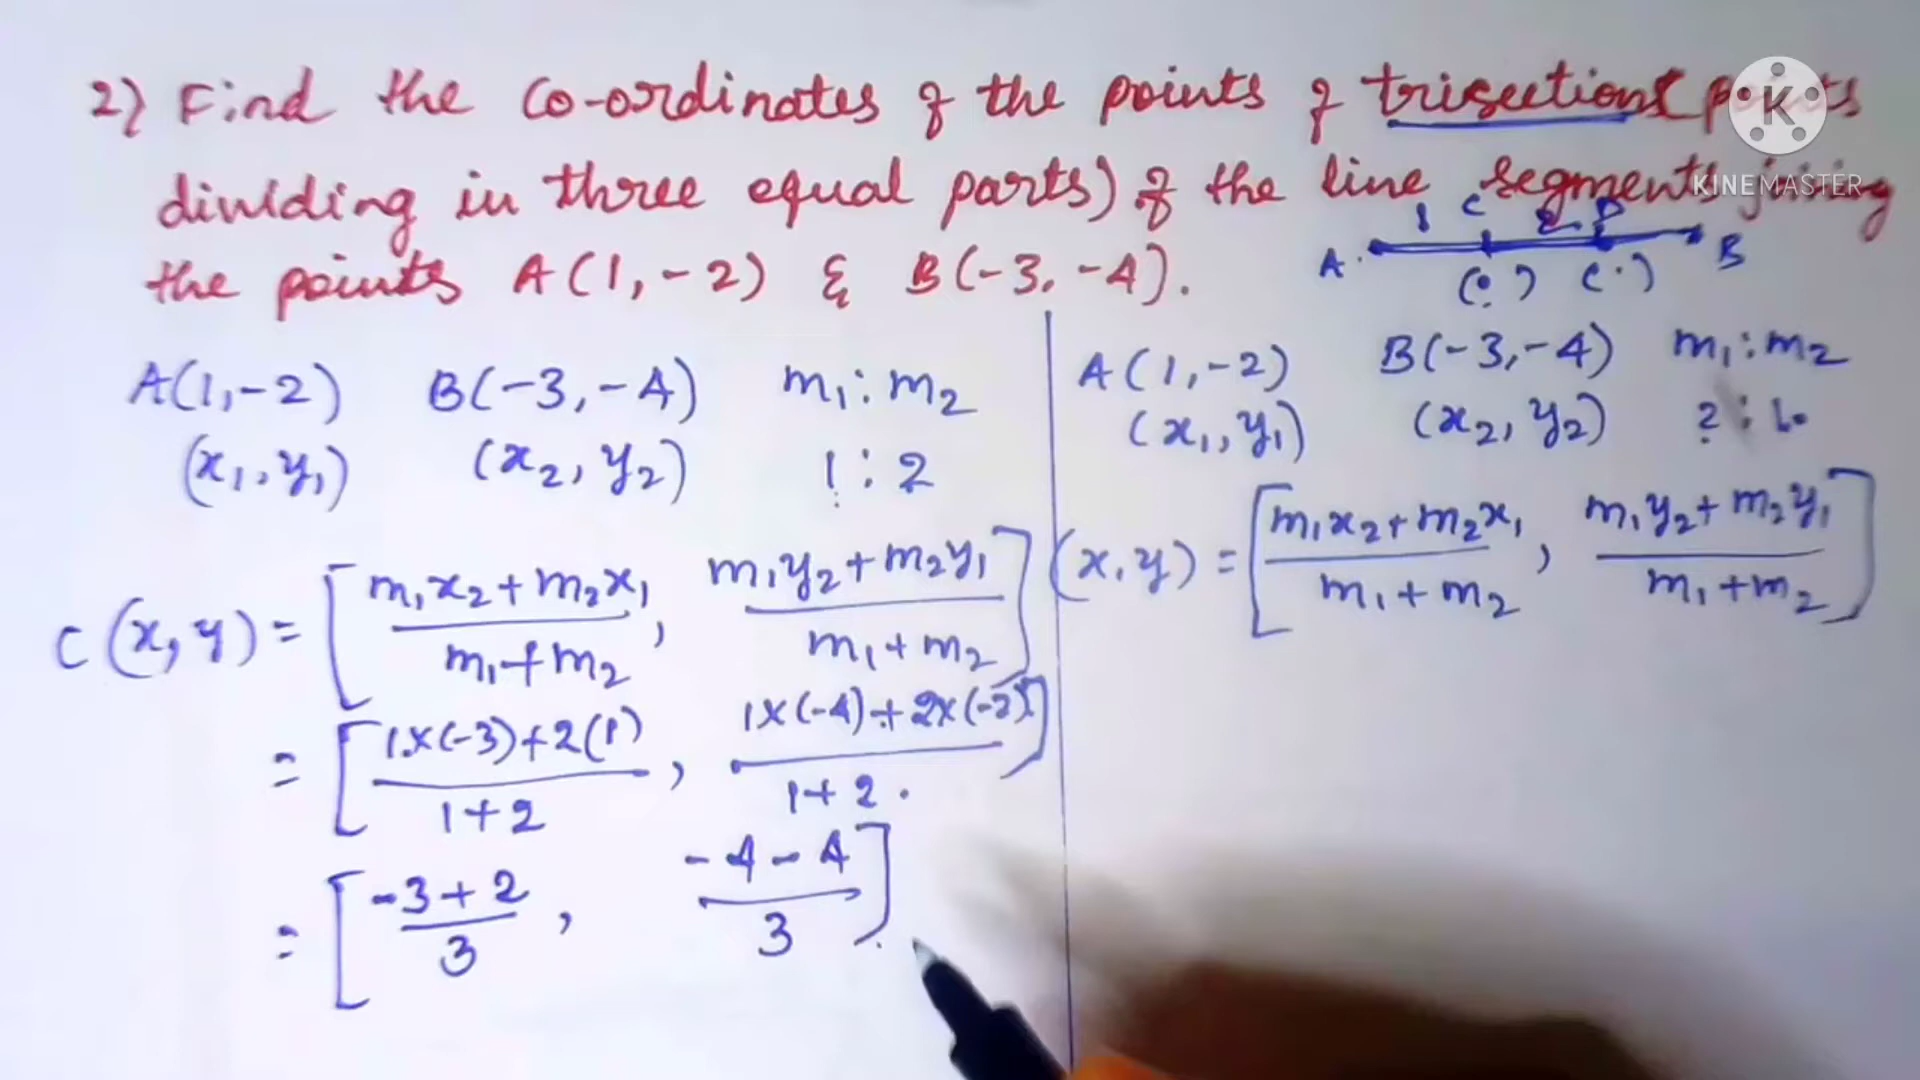 2) Find the Co-ordinates of the points of trisection( points
dividing in three equal parts) of the line segments joining
the points A(1,-2) & B(-3,-4).
K
KINEMASTER
1 C 2 D
A B
( . ) ( . )
A(1,-2) B(-3,-4) m₁:m₂
(x₁,y₁) (x₂,y₂) 1:2
C(x,y) = [m₁x₂+m₂x₁/m₁+m₂, m₁y₂+m₂y₁/m₁+m₂]
= [1x(-3)+2(1)/1+2, 1x(-4)+2x(-2)/1+2]
= [-3+2/3, -4-4/3]
A(1,-2) B(-3,-4) m₁:m₂
(x₁,y₁) (x₂,y₂) 2:1
(x,y) = [m₁x₂+m₂x₁/m₁+m₂, m₁y₂+m₂y₁/m₁+m₂]